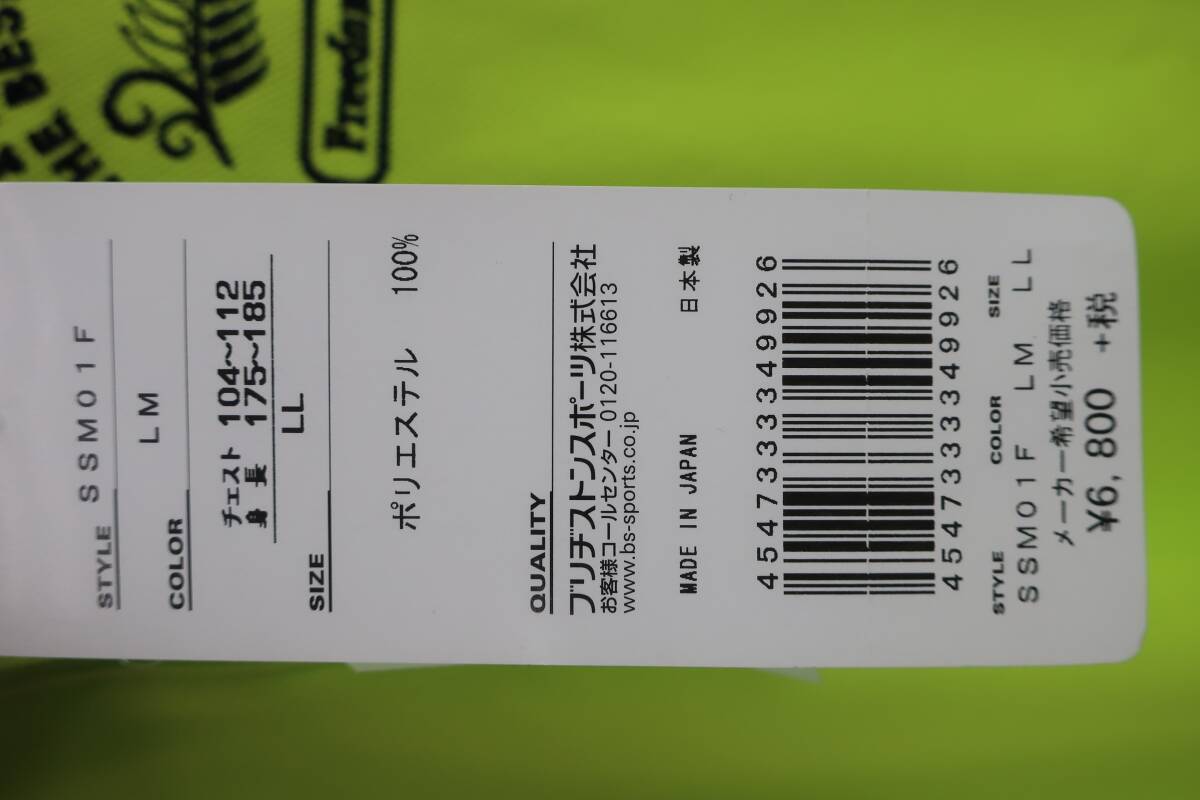 THE BES
Freedom
STYLE SSM01F
COLOR LM
チェスト 104~112
身 長 175~185
SIZE LL
ポリエステル 100%
QUALITY
ブリヂストンスポーツ株式会社
お客様コールセンター 0120-116613
www.bs-sports.co.jp
MADE IN JAPAN 日本製
4547333349926
4547333349926
STYLE COLOR SIZE
SSM01F LM LL
メーカー希望小売価格
¥6,800 +税